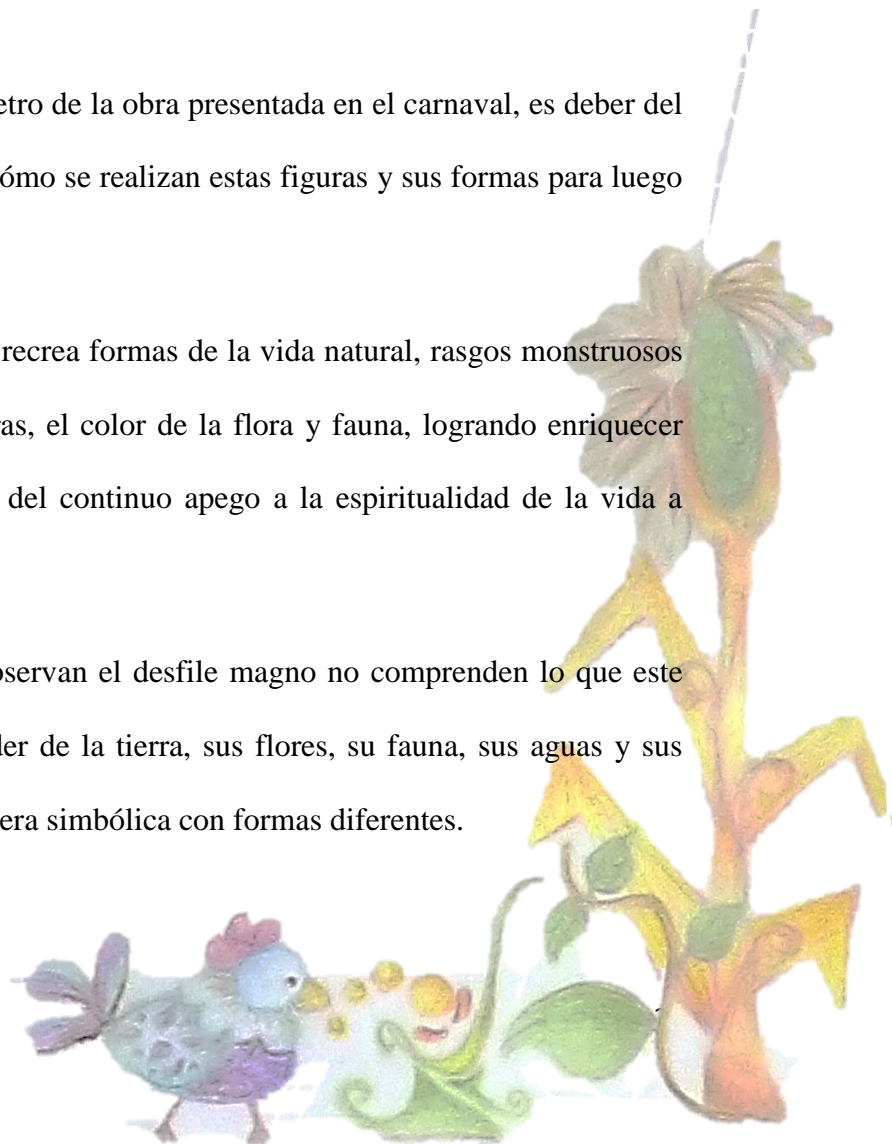 etro de la obra presentada en el carnaval, es deber del
ómo se realizan estas figuras y sus formas para luego
recrea formas de la vida natural, rasgos monstruosos
ras, el color de la flora y fauna, logrando enriquecer
del continuo apego a la espiritualidad de la vida a
oservan el desfile magno no comprenden lo que este
der de la tierra, sus flores, su fauna, sus aguas y sus
era simbólica con formas diferentes.